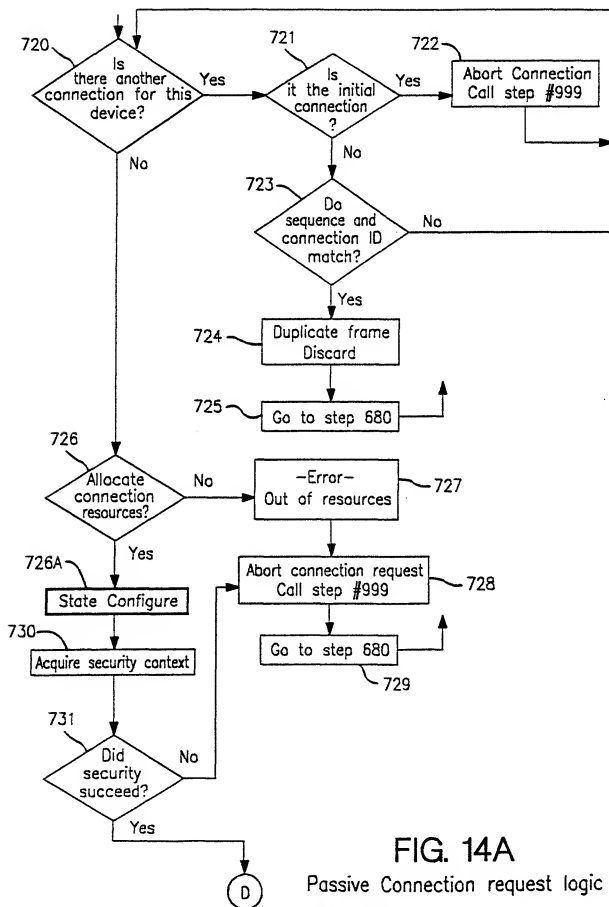 720
Is
there another
connection for this
device?
Yes
No
721
Is
it the initial
connection
?
Yes
No
722
Abort Connection
Call step #999
723
Do
sequence and
connection ID
match?
No
Yes
724
Duplicate frame
Discard
725
Go to step 680
726
Allocate
connection
resources?
No
Yes
-Error-
Out of resources
727
726A
State Configure
Abort connection request
Call step #999
728
730
Acquire security context
Go to step 680
729
731
Did
security
succeed?
No
Yes
D
FIG. 14A
Passive Connection request logic